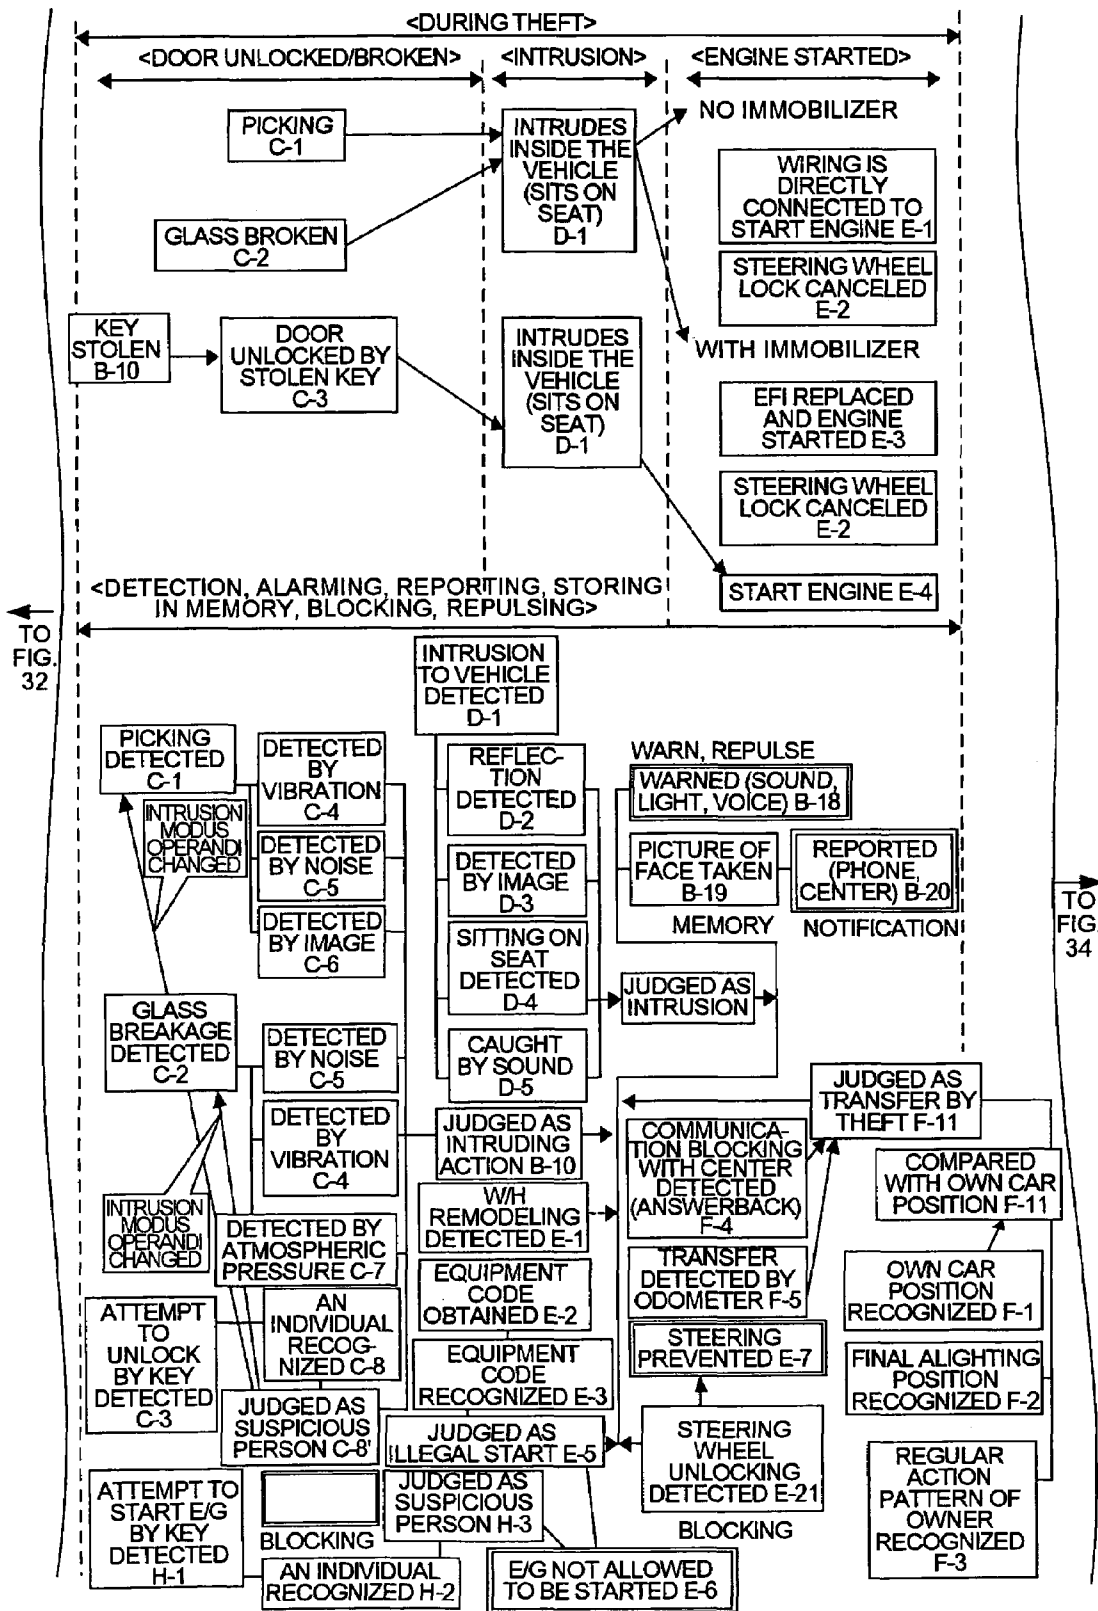 <DURING THEFT>
<DOOR UNLOCKED/BROKEN>
<INTRUSION>
<ENGINE STARTED>
PICKING
C-1
GLASS BROKEN
C-2
KEY
STOLEN
B-10
DOOR
UNLOCKED BY
STOLEN KEY
C-3
INTRUDES
INSIDE THE
VEHICLE
(SITS ON
SEAT)
D-1
INTRUDES
INSIDE THE
VEHICLE
(SITS ON
SEAT)
D-1
NO IMMOBILIZER
WIRING IS
DIRECTLY
CONNECTED TO
START ENGINE E-1
STEERING WHEEL
LOCK CANCELED
E-2
WITH IMMOBILIZER
EFI REPLACED
AND ENGINE
STARTED E-3
STEERING WHEEL
LOCK CANCELED
E-2
START ENGINE E-4
<DETECTION, ALARMING, REPORTING, STORING
IN MEMORY, BLOCKING, REPULSING>
TO
FIG.
32
TO
FIG.
34
INTRUSION
TO VEHICLE
DETECTED
D-1
PICKING
DETECTED
C-1
INTRUSION
MODUS
OPERANDI
CHANGED
DETECTED
BY
VIBRATION
C-4
DETECTED
BY NOISE
C-5
DETECTED
BY IMAGE
C-6
REFLEC-
TION
DETECTED
D-2
DETECTED
BY IMAGE
D-3
SITTING ON
SEAT
DETECTED
D-4
CAUGHT
BY SOUND
D-5
WARN, REPULSE
WARNED (SOUND,
LIGHT, VOICE) B-18
PICTURE OF
FACE TAKEN
B-19
REPORTED
(PHONE,
CENTER) B-20
MEMORY
NOTIFICATION
JUDGED AS
INTRUSION
GLASS
BREAKAGE
DETECTED
C-2
DETECTED
BY NOISE
C-5
DETECTED
BY
VIBRATION
C-4
INTRUSION
MODUS
OPERANDI
CHANGED
DETECTED BY
ATMOSPHERIC
PRESSURE C-7
JUDGED AS
INTRUDING
ACTION B-10
W/H
REMODELING
DETECTED E-1
EQUIPMENT
CODE
OBTAINED E-2
EQUIPMENT
CODE
RECOGNIZED E-3
JUDGED AS
ILLEGAL START E-5
JUDGED AS
TRANSFER BY
THEFT F-11
COMMUNICA-
TION BLOCKING
WITH CENTER
DETECTED
(ANSWERBACK)
F-4
TRANSFER
DETECTED BY
ODOMETER F-5
STEERING
PREVENTED E-7
STEERING
WHEEL
UNLOCKING
DETECTED E-21
BLOCKING
COMPARED
WITH OWN CAR
POSITION F-11
OWN CAR
POSITION
RECOGNIZED F-1
FINAL ALIGHTING
POSITION
RECOGNIZED F-2
REGULAR
ACTION
PATTERN OF
OWNER
RECOGNIZED
F-3
ATTEMPT
TO
UNLOCK
BY KEY
DETECTED
C-3
AN
INDIVIDUAL
RECOG-
NIZED C-8
JUDGED AS
SUSPICIOUS
PERSON C-8'
ATTEMPT TO
START E/G
BY KEY
DETECTED
H-1
BLOCKING
AN INDIVIDUAL
RECOGNIZED H-2
JUDGED AS
SUSPICIOUS
PERSON H-3
E/G NOT ALLOWED
TO BE STARTED E-6